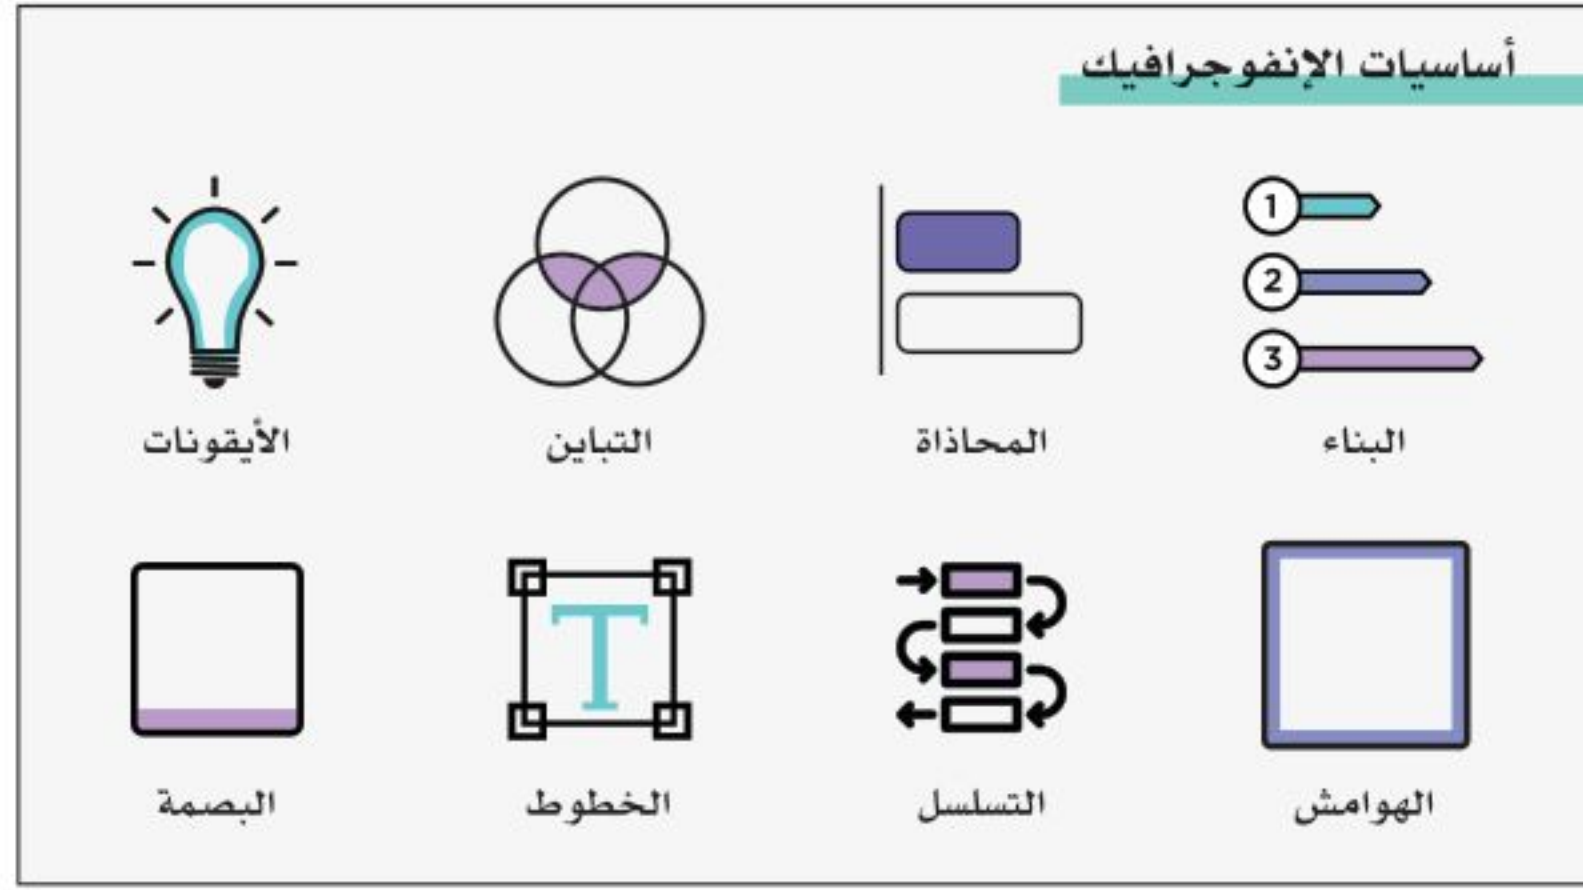 أساسيات الإنفوجرافيك
1
2
3
البناء
المحاذاة
التباين
الأيقونات
T
الهوامش
التسلسل
الخطوط
البصمة